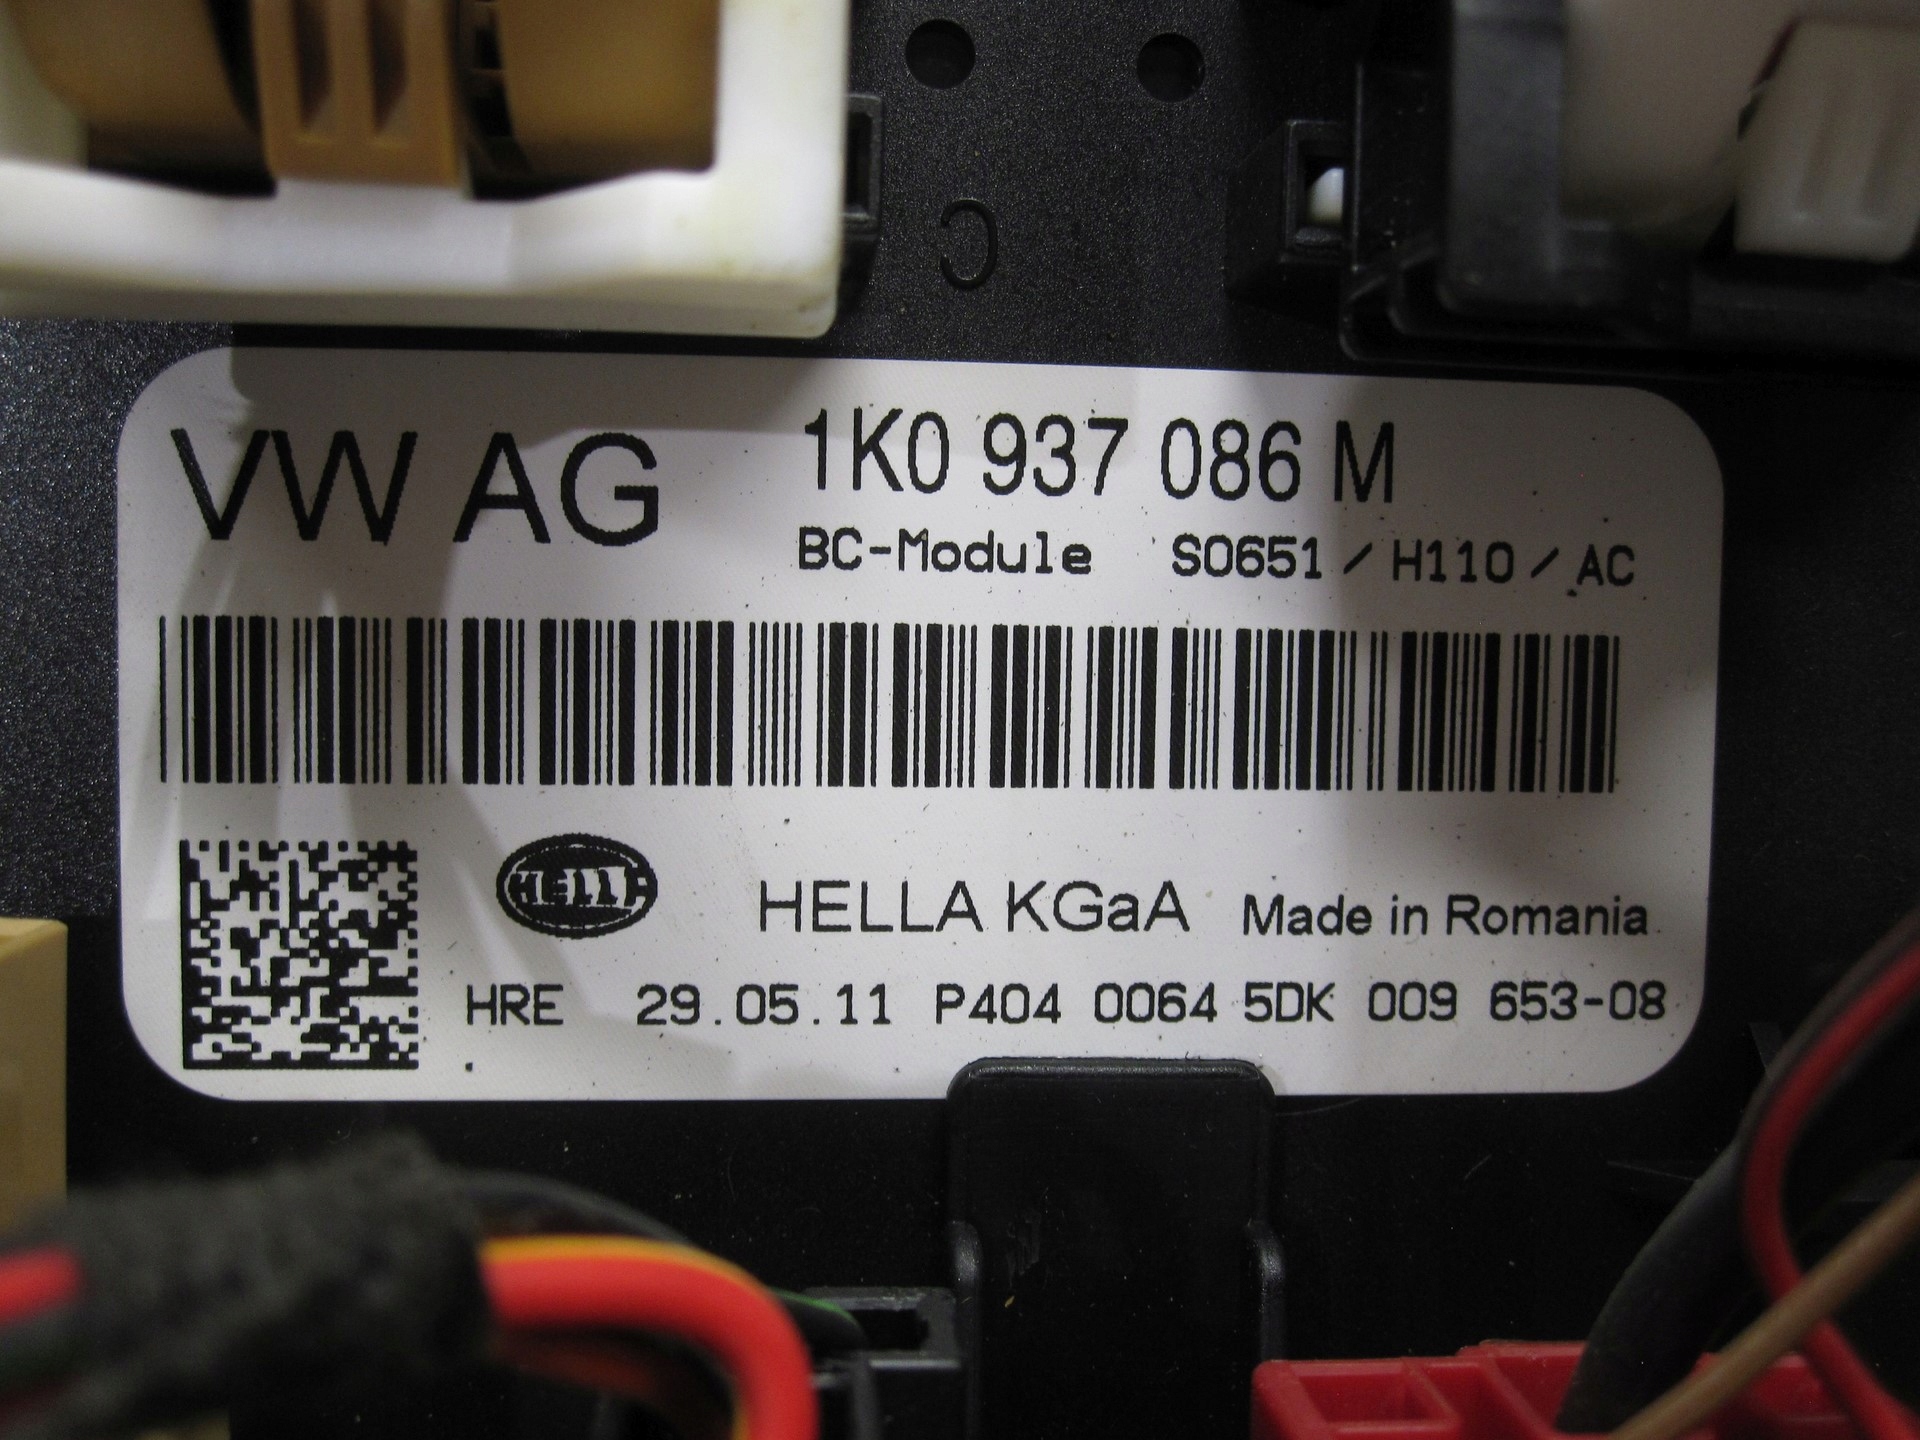 C
VW AG 1K0 937 086 M
BC-Module S0651 / H110 / AC
HELLA HELLA KGaA Made in Romania
HRE 29.05.11 P404 0064 5DK 009 653-08